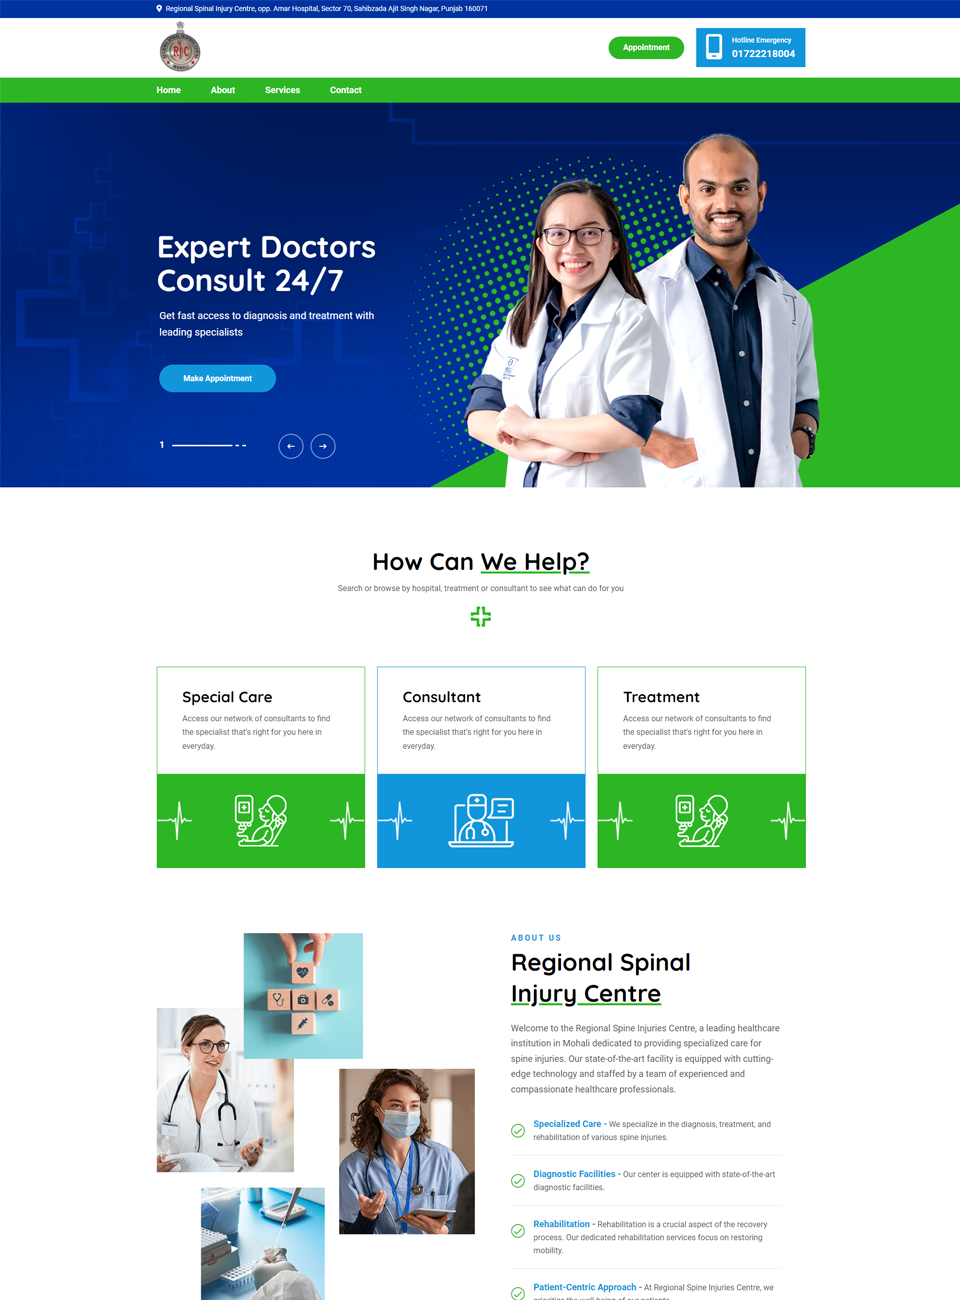 Regional Spinal Injury Centre, opp. Amar Hospital, Sector 70, Sahibzada Ajit Singh Nagar, Punjab 160071
RSIC
MOHALI
Appointment
Hotline Emergency
01722218004
Home About Services Contact
Expert Doctors
Consult 24/7
Get fast access to diagnosis and treatment with
leading specialists
Make Appointment
1
How Can We Help?
Search or browse by hospital, treatment or consultant to see what can do for you
Special Care
Access our network of consultants to find
the specialist that's right for you here in
everyday.
Consultant
Access our network of consultants to find
the specialist that's right for you here in
everyday.
Treatment
Access our network of consultants to find
the specialist that's right for you here in
everyday.
ABOUT US
Regional Spinal
Injury Centre
Welcome to the Regional Spine Injuries Centre, a leading healthcare
institution in Mohali dedicated to providing specialized care for
spine injuries. Our state-of-the-art facility is equipped with cutting-
edge technology and staffed by a team of experienced and
compassionate healthcare professionals.
Specialized Care - We specialize in the diagnosis, treatment, and
rehabilitation of various spine injuries.
Diagnostic Facilities - Our center is equipped with state-of-the-art
diagnostic facilities.
Rehabilitation - Rehabilitation is a crucial aspect of the recovery
process. Our dedicated rehabilitation services focus on restoring
mobility.
Patient-Centric Approach - At Regional Spine Injuries Centre, we